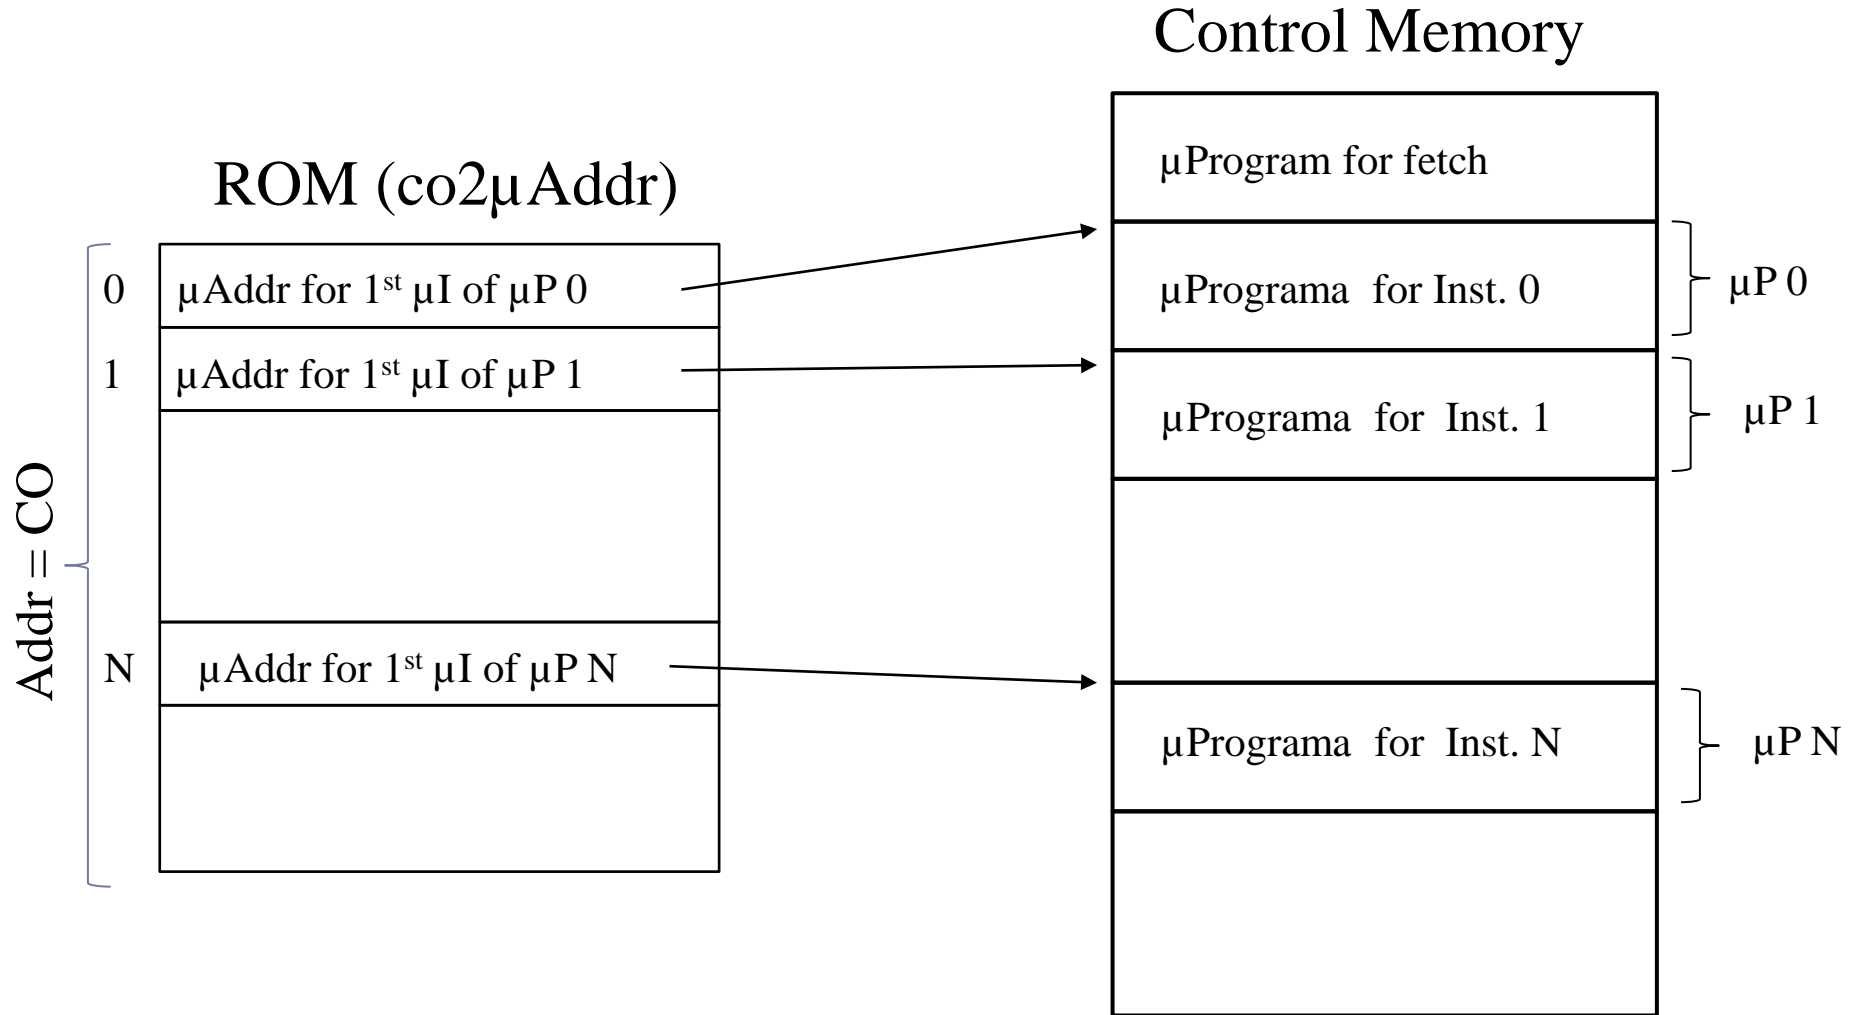 Control Memory
ROM (co2µAddr)
Addr = CO
0
µAddr for 1st µI of µP 0
1
µAddr for 1st µI of µP 1
N
µAddr for 1st µI of µP N
µProgram for fetch
µPrograma for Inst. 0
µP 0
µPrograma for Inst. 1
µP 1
µPrograma for Inst. N
µP N